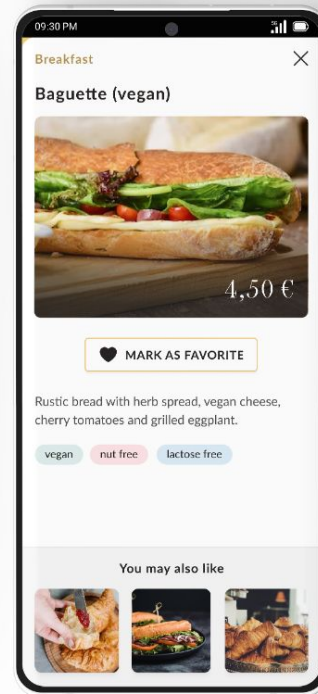 09:30 PM
5G
Breakfast
Baguette (vegan)
4,50 €
MARK AS FAVORITE
Rustic bread with herb spread, vegan cheese,
cherry tomatoes and grilled eggplant.
vegan nut free lactose free
You may also like